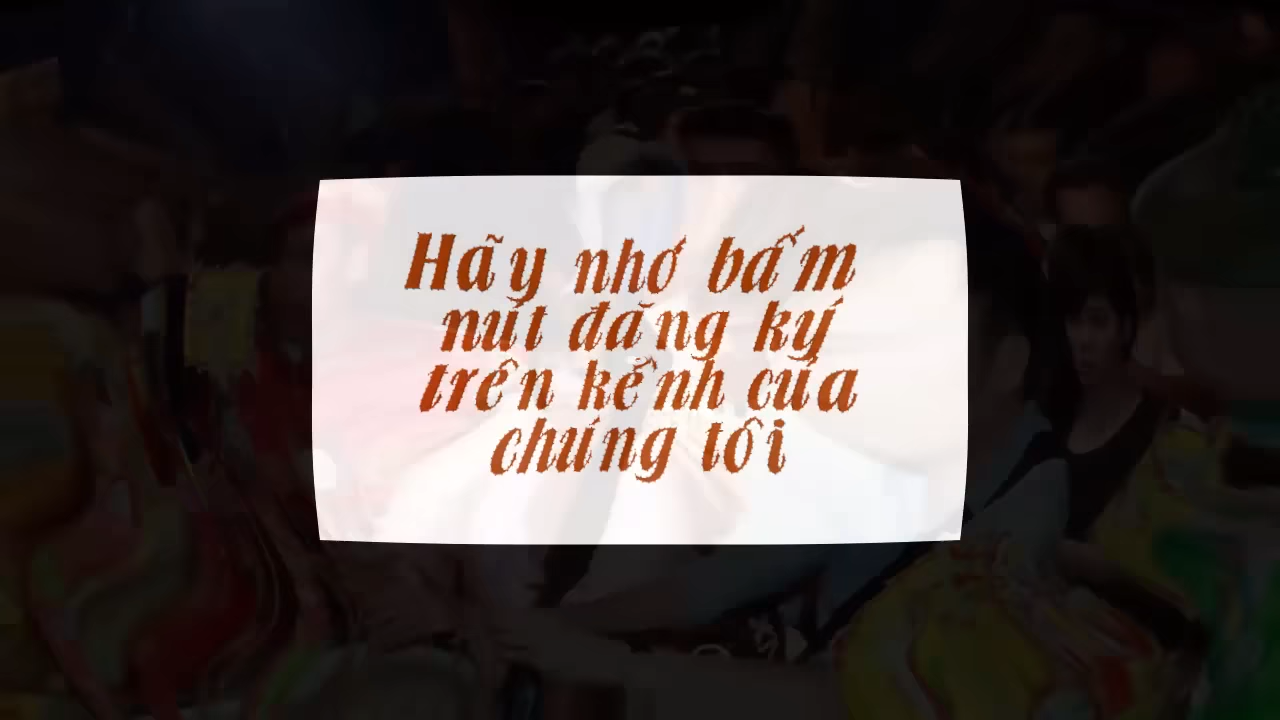 Hãy nhớ bấm
nút đăng ký
trên kênh của
chúng tôi